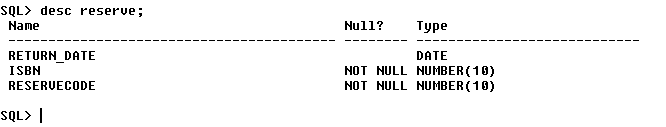 SQL> desc reserve;
Name Null? Type
----------------------------------------- -------- ----------------------------
RETURN_DATE DATE
ISBN NOT NULL NUMBER(10)
RESERVECODE NOT NULL NUMBER(10)
SQL>